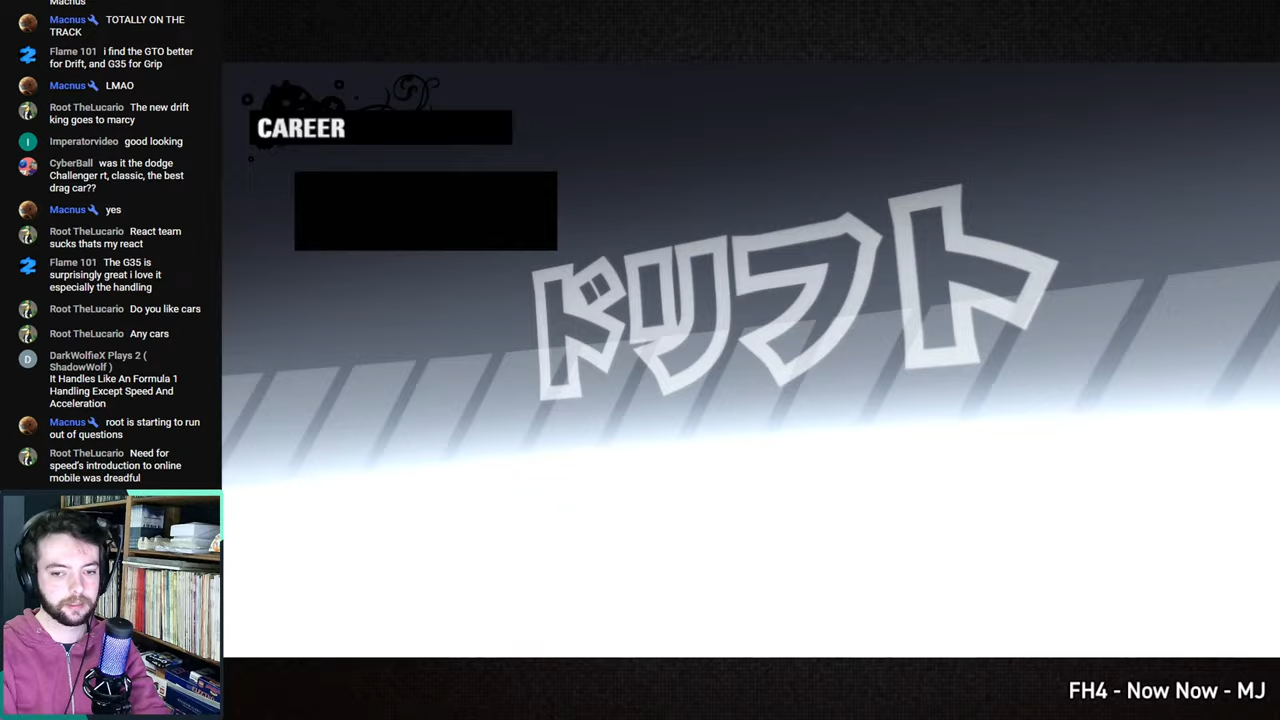 Macnus
Macnus TOTALLY ON THE
TRACK
Flame 101 i find the GTO better
for Drift, and G35 for Grip
Macnus LMAO
Root TheLucario The new drift
king goes to marcy
Imperatorvideo good looking
CyberBall was it the dodge
Challenger rt, classic, the best
drag car??
Macnus yes
Root TheLucario React team
sucks thats my react
Flame 101 The G35 is
surprisingly great i love it
especially the handling
Root TheLucario Do you like cars
Root TheLucario Any cars
DarkWolfieX Plays 2 (
ShadowWolf )
It Handles Like An Formula 1
Handling Except Speed And
Acceleration
Macnus root is starting to run
out of questions
Root TheLucario Need for
speed's introduction to online
mobile was dreadful
CAREER
ドリフト
FH4 - Now Now - MJ